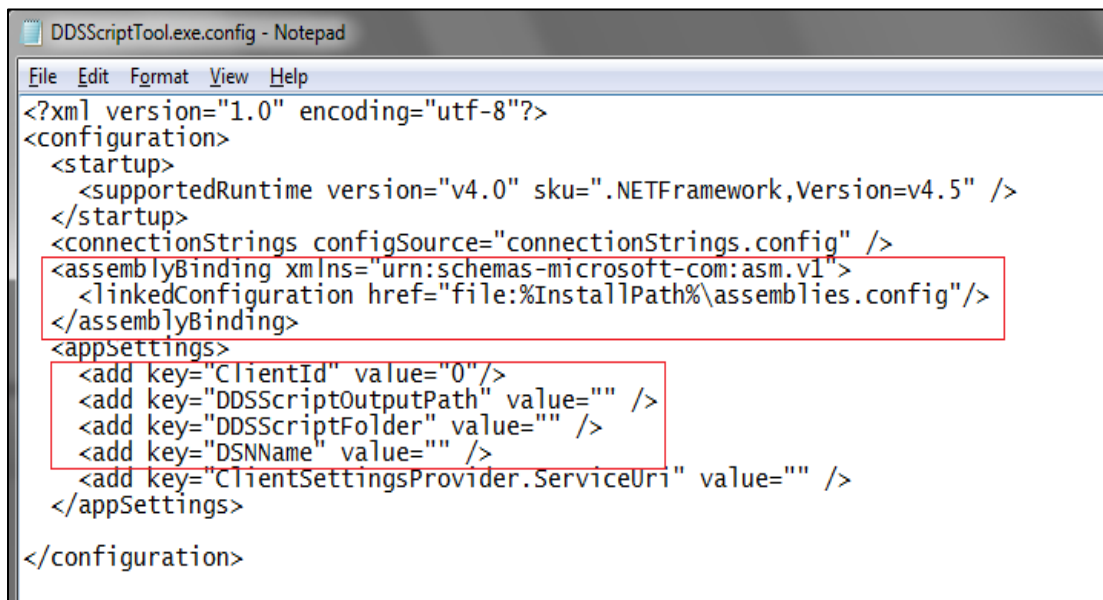 DDSScriptTool.exe.config - Notepad
File Edit Format View Help
<?xml version="1.0" encoding="utf-8"?>
<configuration>
  <startup>
    <supportedRuntime version="v4.0" sku=".NETFramework,Version=v4.5" />
  </startup>
  <connectionStrings configSource="connectionStrings.config" />
  <assemblyBinding xmlns="urn:schemas-microsoft-com:asm.v1">
    <linkedConfiguration href="file:%InstallPath%\assemblies.config"/>
  </assemblyBinding>
  <appSettings>
    <add key="ClientId" value="0"/>
    <add key="DDSScriptOutputPath" value="" />
    <add key="DDSScriptFolder" value="" />
    <add key="DSNName" value="" />
    <add key="ClientSettingsProvider.ServiceUri" value="" />
  </appSettings>
</configuration>